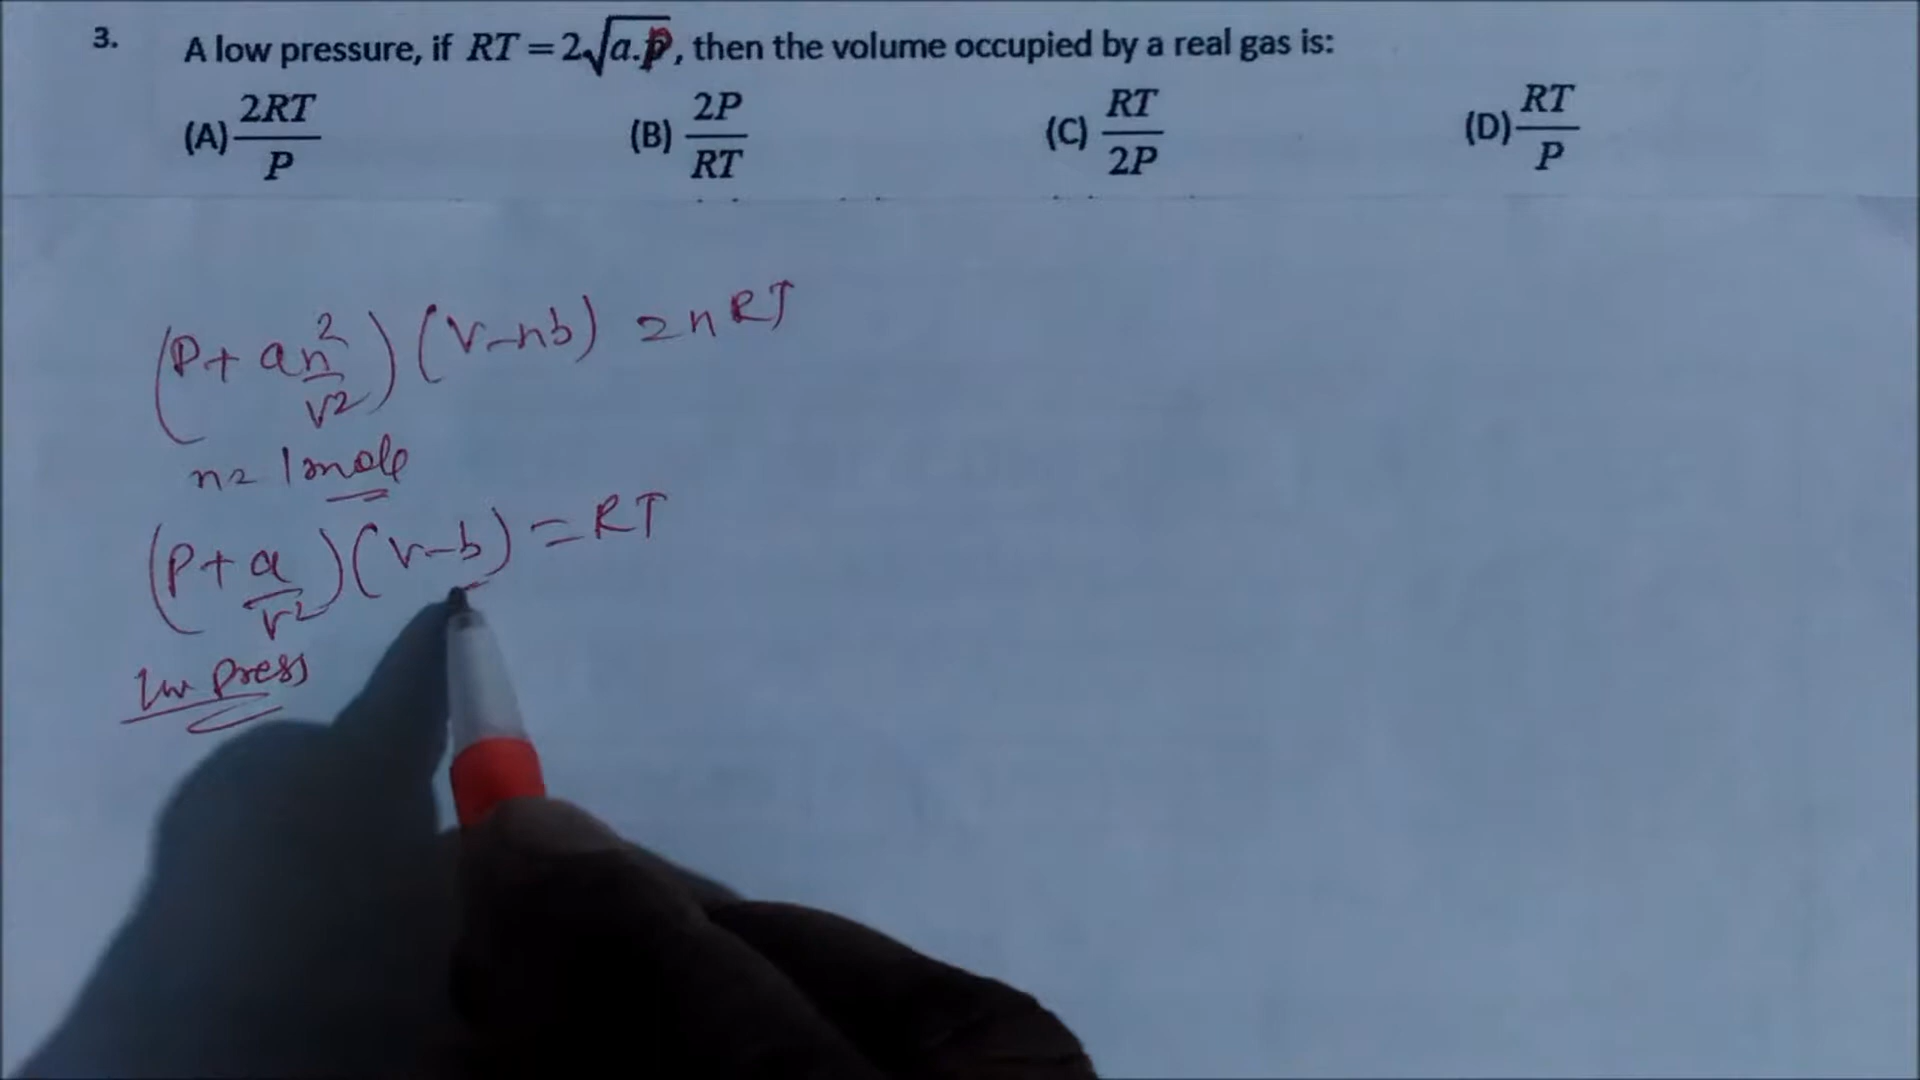 3. A low pressure, if RT = 2√a.p, then the volume occupied by a real gas is:
(A) 2RT/P (B) 2P/RT (C) RT/2P (D) RT/P
(P + an²/V²) (V-nb) = nRT
n = 1 mole
(P + a/V²) (V-b) = RT
Low Press